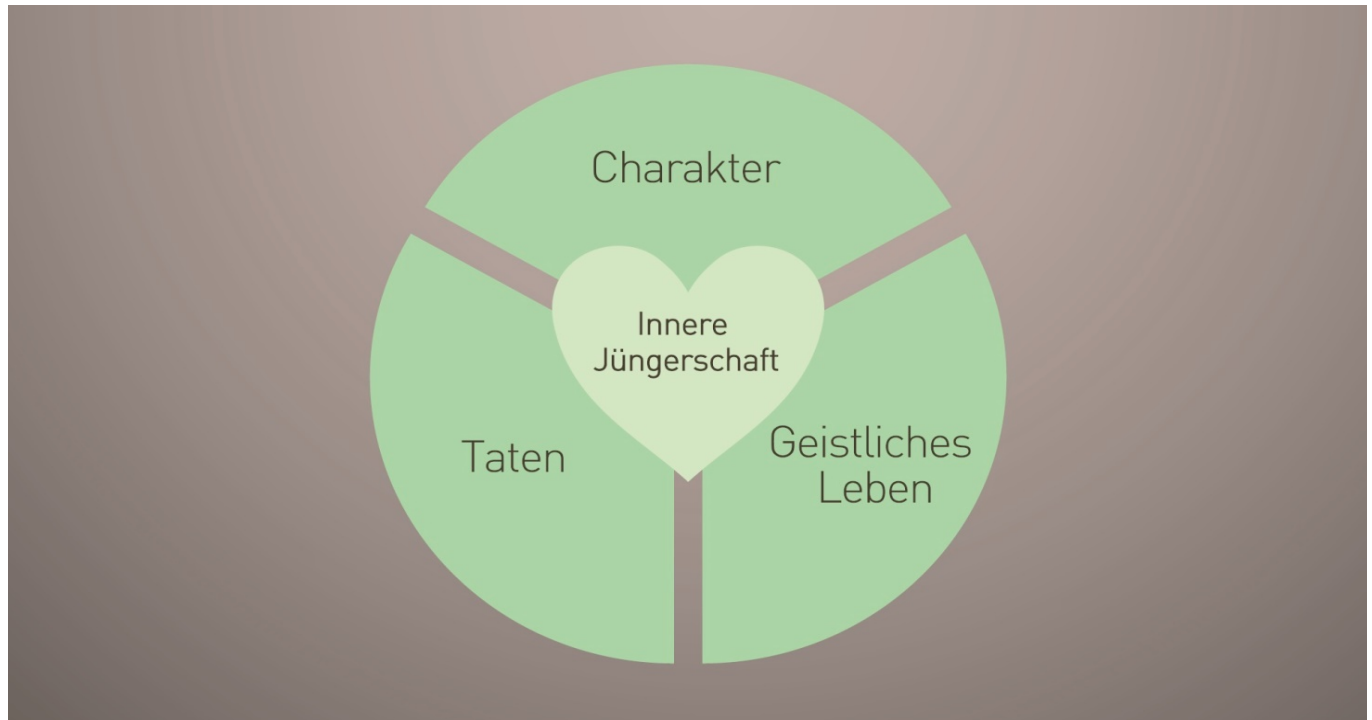 Charakter
Innere
Jüngerschaft
Taten
Geistliches
Leben